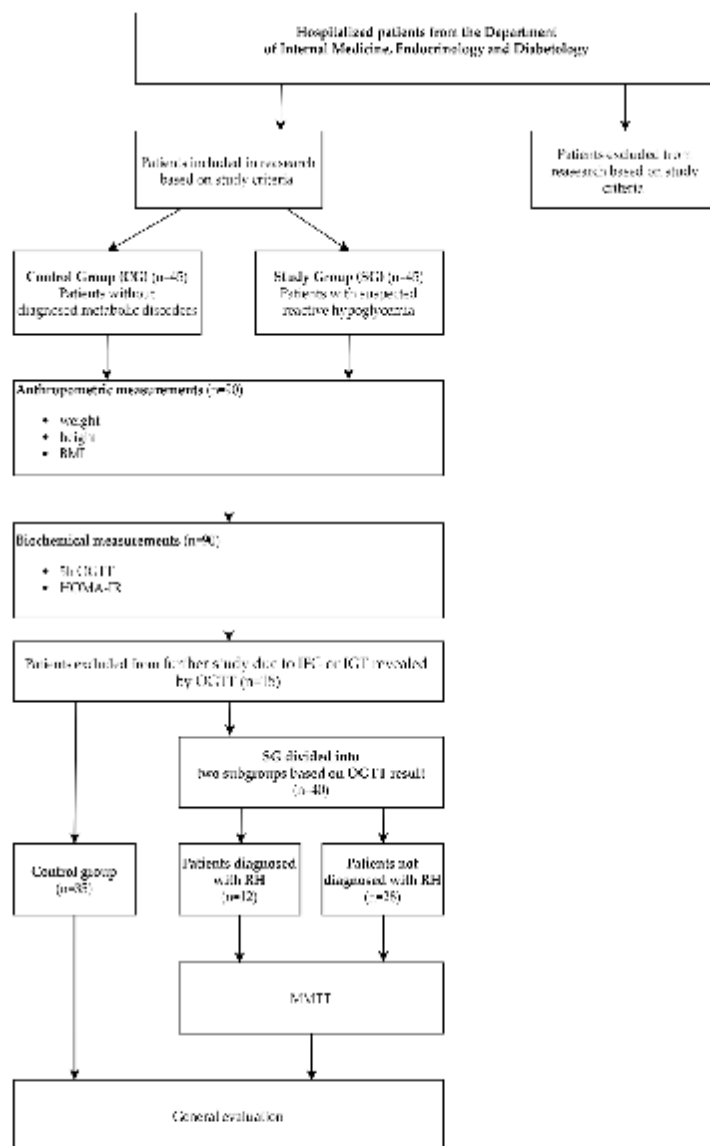 Hospitalized patients from the Department
of Internal Medicine, Endocrinology and Diabetology
Patients included in research
based on study criteria
Patients excluded from
reasearch based on study
criteria
Control Group (CG) (n=45)
Patients without
diagnosed metabolic disorders
Study Group (SG) (n=45)
Patients with suspected
reactive hypoglycemia
Anthropometric measurements (n=90)
• weight
• height
• BMI
Biochemical measurements (n=90)
• 5h OGTT
• HOMA-IR
Patients excluded from further study due to IFG or IGT revealed
by OGTT (n=15)
SG divided into
two subgroups based on OGTT result
(n=40)
Control group
(n=35)
Patients diagnosed
with RH
(n=12)
Patients not
diagnosed with RH
(n=28)
MMTT
General evaluation